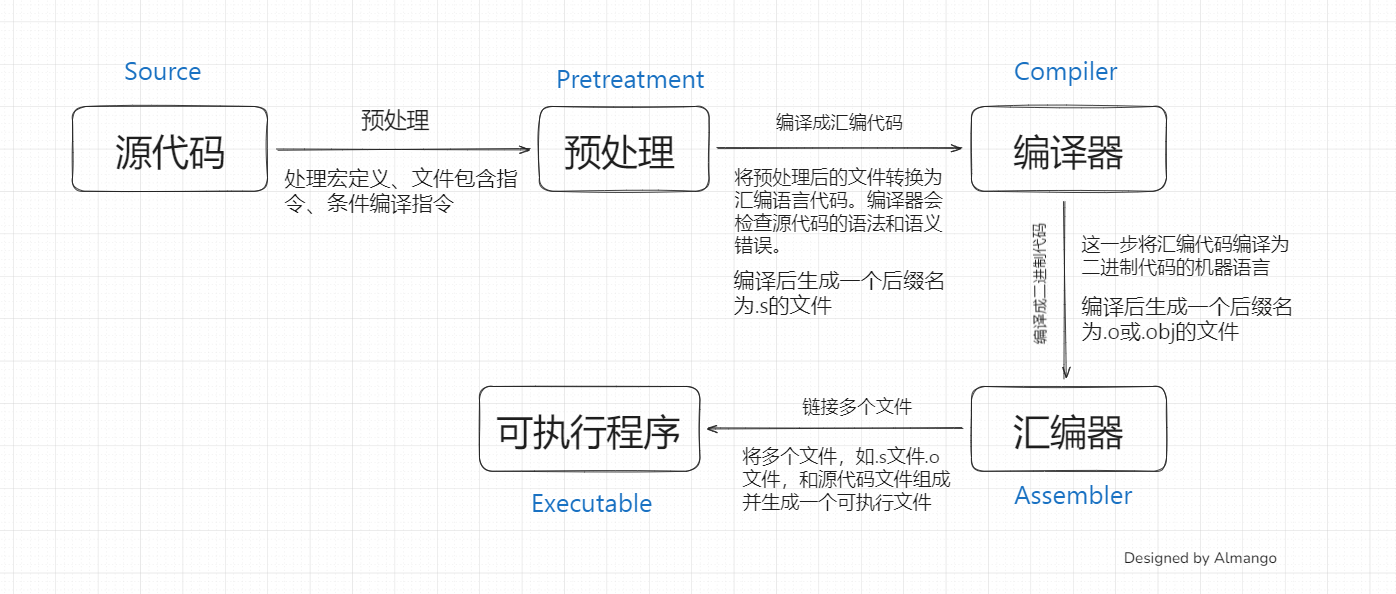 Source
源代码
预处理
处理宏定义、文件包含指
令、条件编译指令
Pretreatment
预处理
编译成汇编代码
将预处理后的文件转换为
汇编语言代码。编译器会
检查源代码的语法和语义
错误。
编译后生成一个后缀名
为.s的文件
Compiler
编译器
编译成二进制代码
这一步将汇编代码编译为
二进制代码的机器语言
编译后生成一个后缀名
为.o或.obj的文件
汇编器
Assembler
链接多个文件
将多个文件，如.s文件.o
文件，和源代码文件组成
并生成一个可执行文件
可执行程序
Executable
Designed by Almango